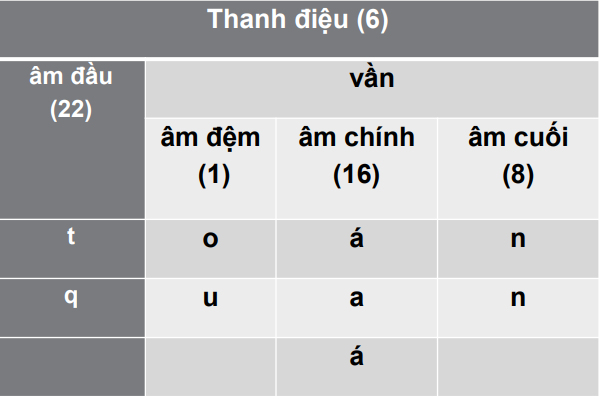 Thanh điệu (6)
âm đầu
(22)
vần
âm đệm
(1)
âm chính
(16)
âm cuối
(8)
t o á n
q u a n
á